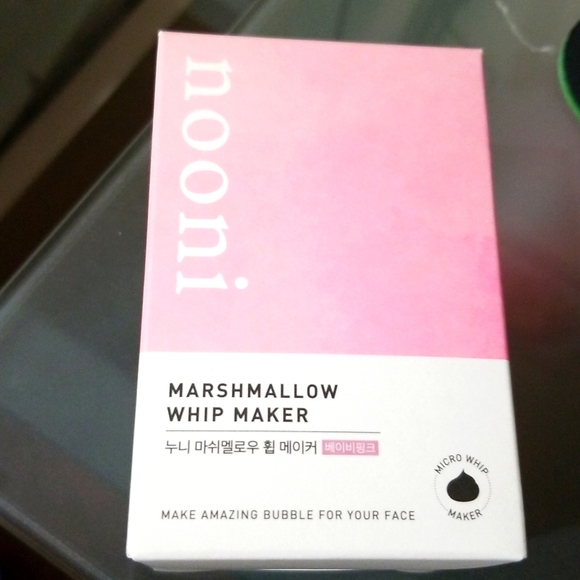 nooni
MARSHMALLOW
WHIP MAKER
누니 마쉬멜로우 휩 메이커 베이비핑크
MICRO WHIP
MAKER
MAKE AMAZING BUBBLE FOR YOUR FACE